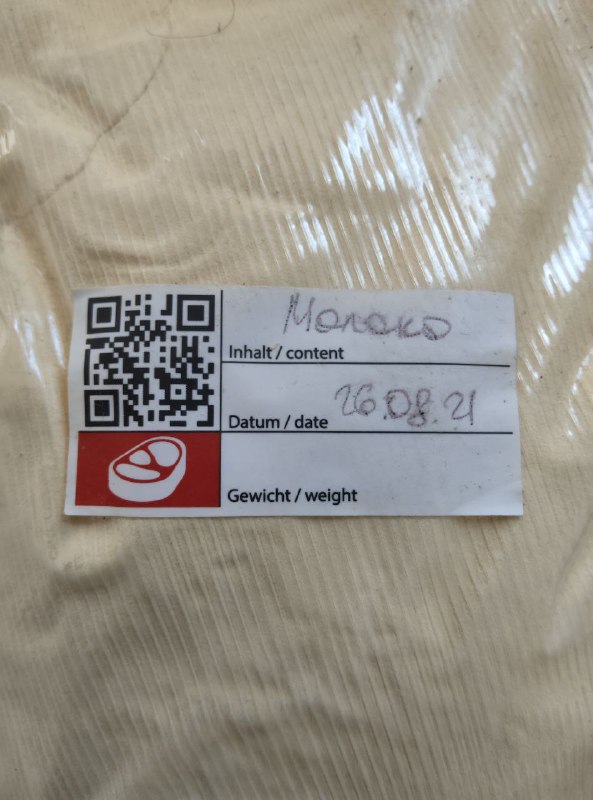 Молоко
Inhalt / content
26.08.21
Datum / date
Gewicht / weight